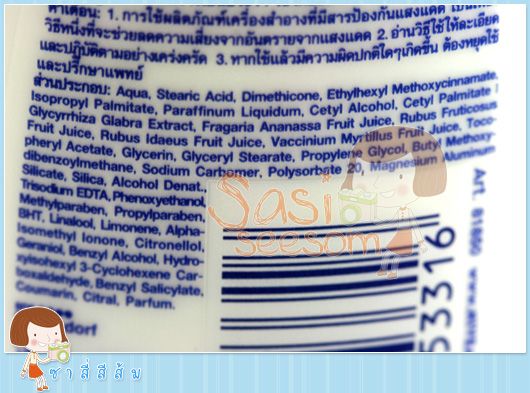 คำเตือน: 1. การใช้ผลิตภัณฑ์เครื่องสำอางที่มีสารป้องกันแสงแดด เป็นเพียง
วิธีหนึ่งที่จะช่วยลดความเสี่ยงจากอันตรายจากแสงแดด 2. อ่านวิธีใช้ให้ละเอียด
และปฏิบัติตามอย่างเคร่งครัด 3. หากใช้แล้วมีความผิดปกติใดๆเกิดขึ้น ต้องหยุดใช้
และปรึกษาแพทย์
ส่วนประกอบ: Aqua, Stearic Acid, Dimethicone, Ethylhexyl Methoxycinnamate,
Isopropyl Palmitate, Paraffinum Liquidum, Cetyl Alcohol, Cetyl Palmitate
Glycyrrhiza Glabra Extract, Fragaria Ananassa Fruit Juice, Rubus Fruticosus
Fruit Juice, Rubus Idaeus Fruit Juice, Vaccinium Myrtillus Fruit Juice, Toco-
pheryl Acetate, Glycerin, Glyceryl Stearate, Propylene Glycol, Butyl Methoxy-
dibenzoylmethane, Sodium Carbomer, Polysorbate 20, Magnesium Aluminum
Silicate, Silica, Alcohol Denat.,
Trisodium EDTA, Phenoxyethanol,
Methylparaben, Propylparaben,
BHT, Linalool, Limonene, Alpha-
Isomethyl Ionone, Citronellol,
Geraniol, Benzyl Alcohol, Hydro-
xyisohexyl 3-Cyclohexene Car-
boxaldehyde, Benzyl Salicylate,
Coumarin, Citral, Parfum.
dorf
Art. 81860
53316
Sasi
seesom
ซาสี่สีส้ม